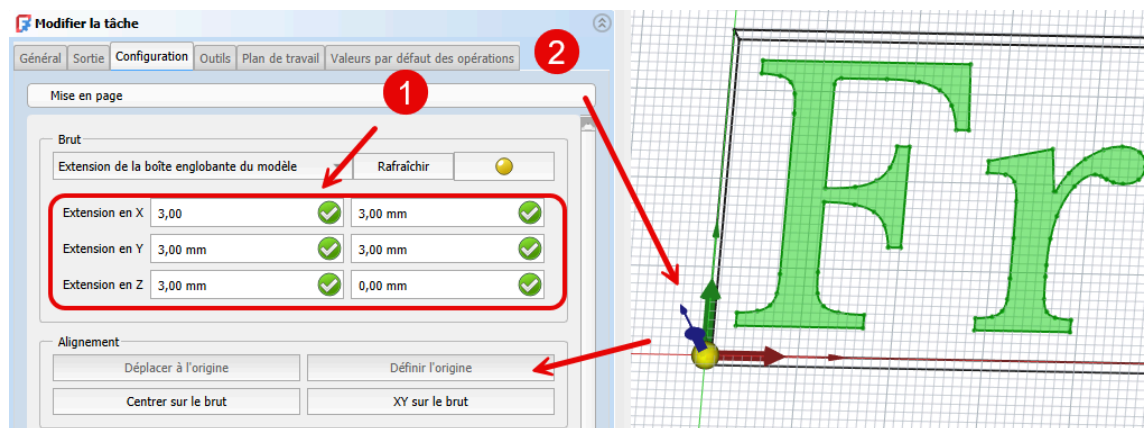 Modifier la tâche
2
Général Sortie Configuration Outils Plan de travail Valeurs par défaut des opérations
1
Mise en page
Brut
Extension de la boîte englobante du modèle Rafraîchir
Extension en X 3,00 3,00 mm
Extension en Y 3,00 mm 3,00 mm
Extension en Z 3,00 mm 0,00 mm
Alignement
Déplacer à l'origine Définir l'origine
Centrer sur le brut XY sur le brut
Fr